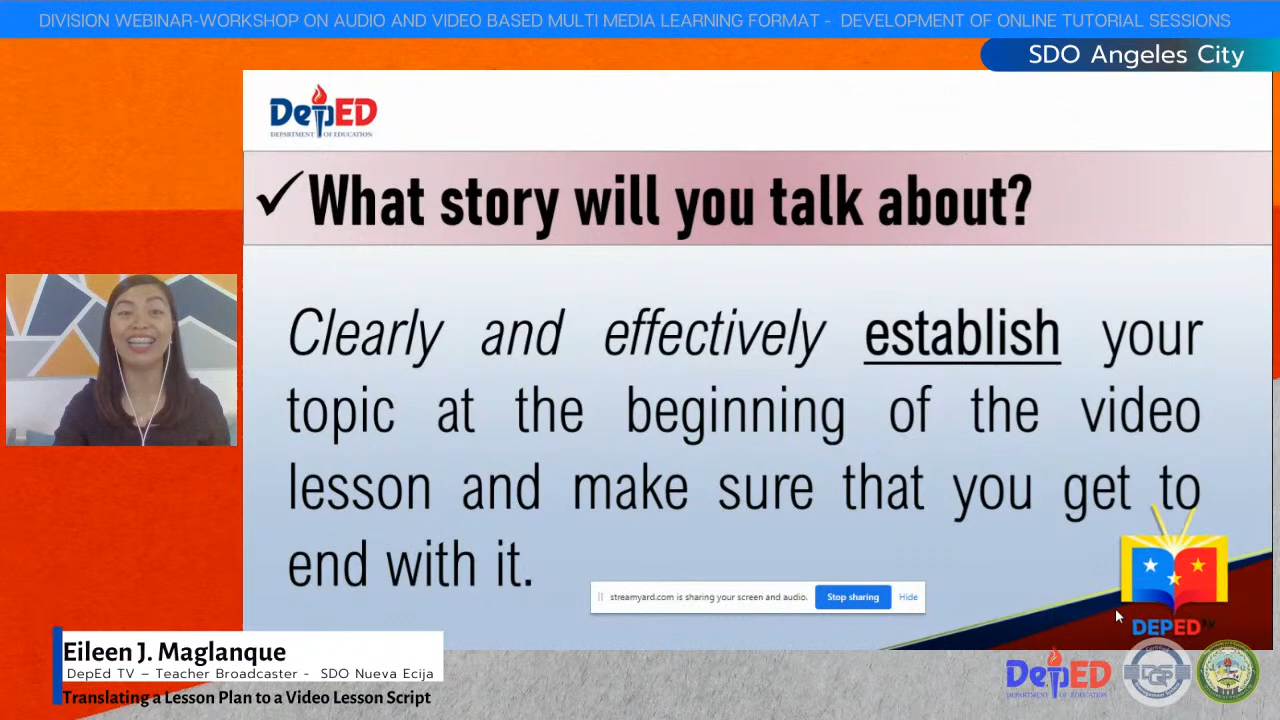 DIVISION WEBINAR-WORKSHOP ON AUDIO AND VIDEO BASED MULTI MEDIA LEARNING FORMAT - DEVELOPMENT OF ONLINE TUTORIAL SESSIONS
SDO Angeles City
DepED
DEPARTMENT OF EDUCATION
What story will you talk about?
Clearly and effectively establish your
topic at the beginning of the video
lesson and make sure that you get to
end with it.
streamyard.com is sharing your screen and audio. Stop sharing Hide
DEPED TV
Eileen J. Maglanque
DepEd TV – Teacher Broadcaster - SDO Nueva Ecija
Translating a Lesson Plan to a Video Lesson Script
DepED
DEPARTMENT OF EDUCATION